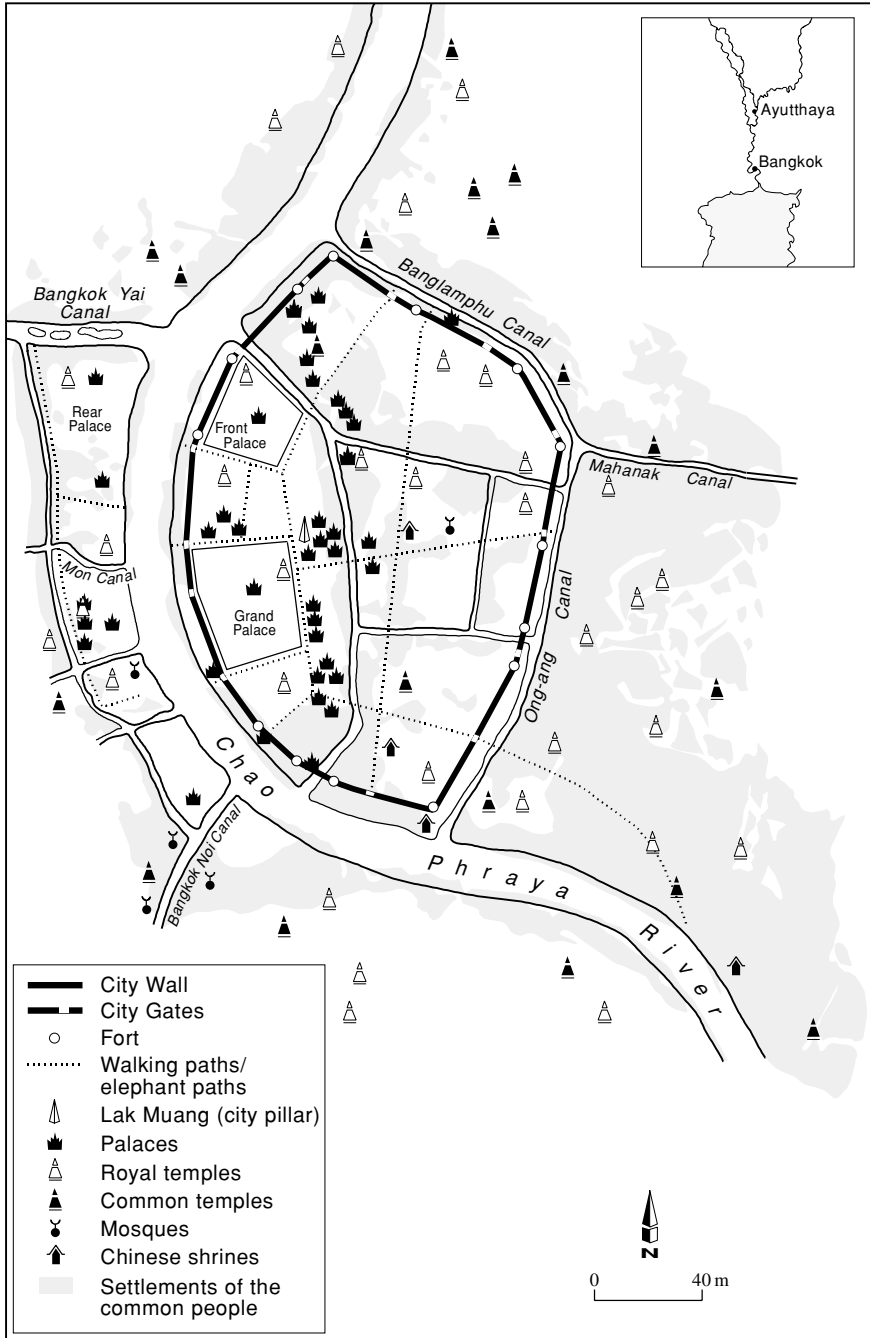 Ayutthaya
Bangkok
Bangkok Yai
Canal
Banglamphu Canal
Rear
Palace
Front
Palace
Mahanak Canal
Mon Canal
Grand
Palace
Ong-ang Canal
Chao
Phraya
River
Bangkok Noi Canal
City Wall
City Gates
Fort
Walking paths/
elephant paths
Lak Muang (city pillar)
Palaces
Royal temples
Common temples
Mosques
Chinese shrines
Settlements of the
common people
N
0 40 m